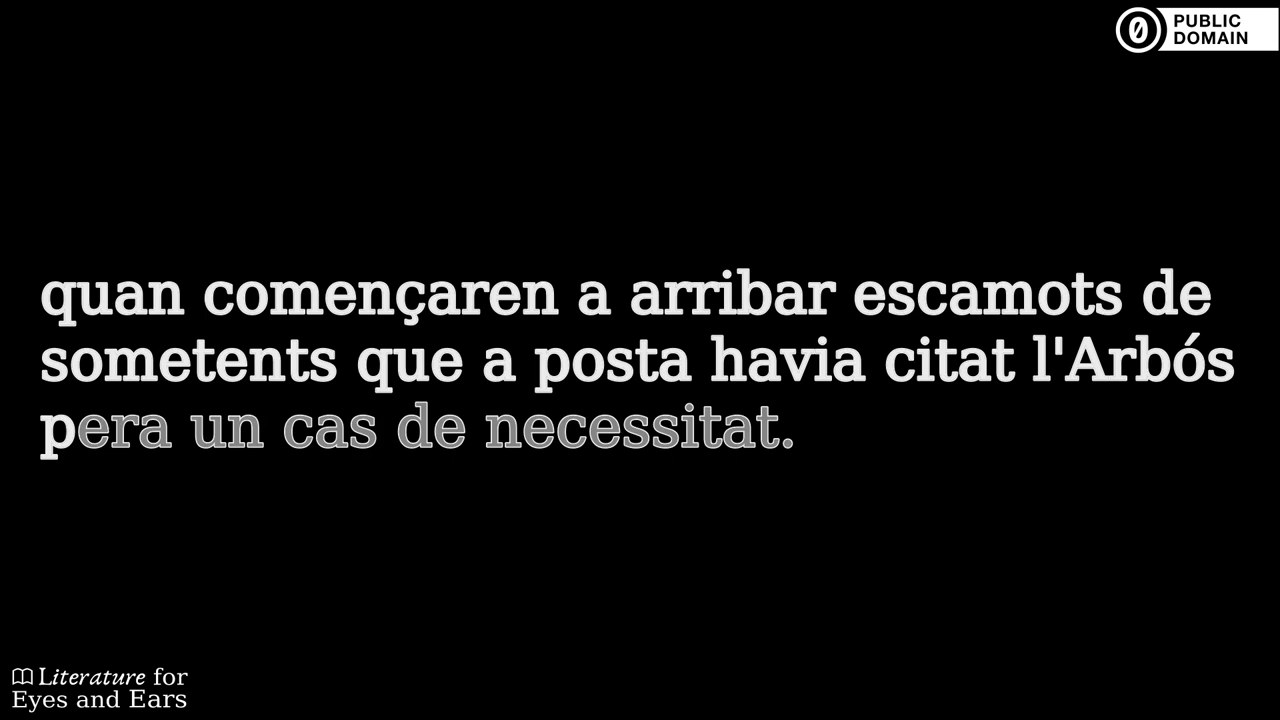 PUBLIC
DOMAIN
quan començaren a arribar escamots de
sometents que a posta havia citat l'Arbós
pera un cas de necessitat.
Literature for
Eyes and Ears